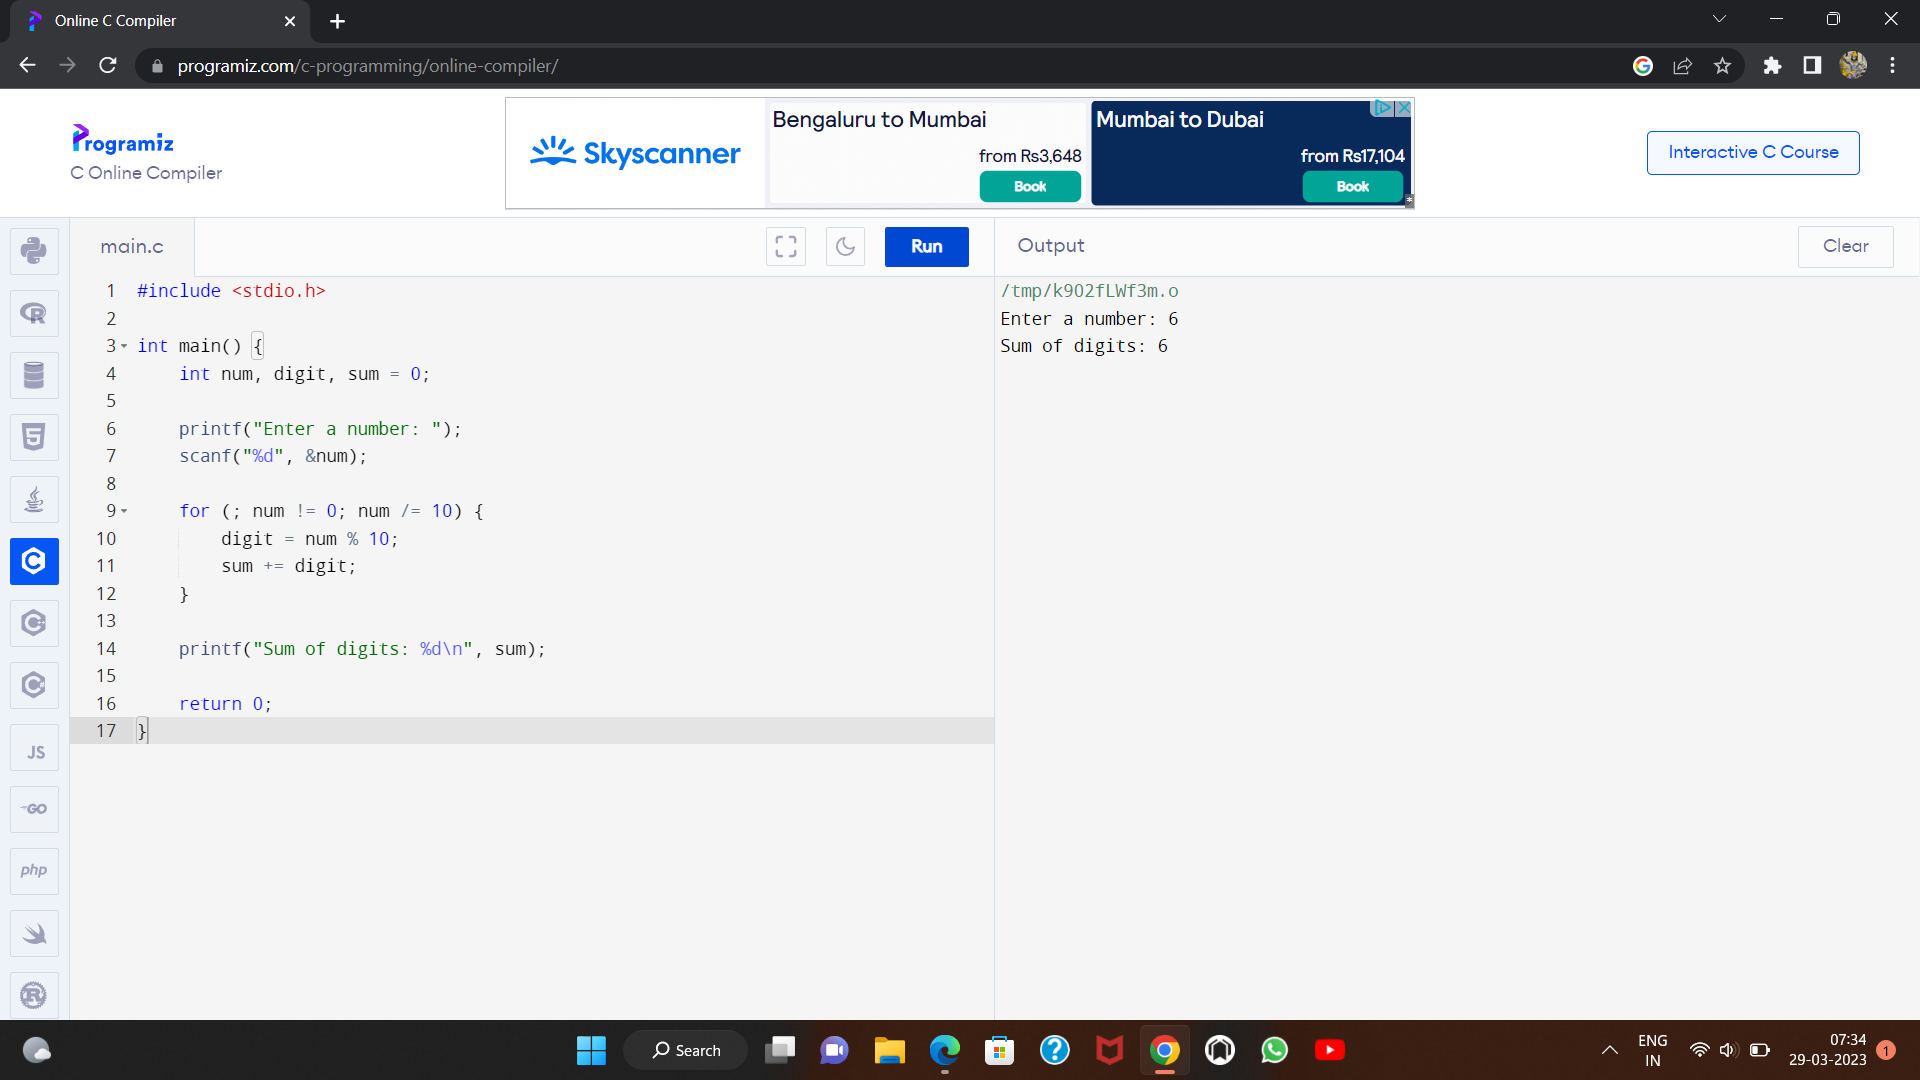 Online C Compiler
programiz.com/c-programming/online-compiler/
Programiz
C Online Compiler
Skyscanner
Bengaluru to Mumbai
from Rs3,648
Book
Mumbai to Dubai
from Rs17,104
Book
Interactive C Course
main.c
Run
Output
Clear
1 #include <stdio.h>
2
3 int main() {
4     int num, digit, sum = 0;
5
6     printf("Enter a number: ");
7     scanf("%d", &num);
8
9     for (; num != 0; num /= 10) {
10         digit = num % 10;
11         sum += digit;
12     }
13
14     printf("Sum of digits: %d\n", sum);
15
16     return 0;
17 }
/tmp/k902fLWf3m.o
Enter a number: 6
Sum of digits: 6
JS
GO
php
Search
ENG
IN
07:34
29-03-2023
1